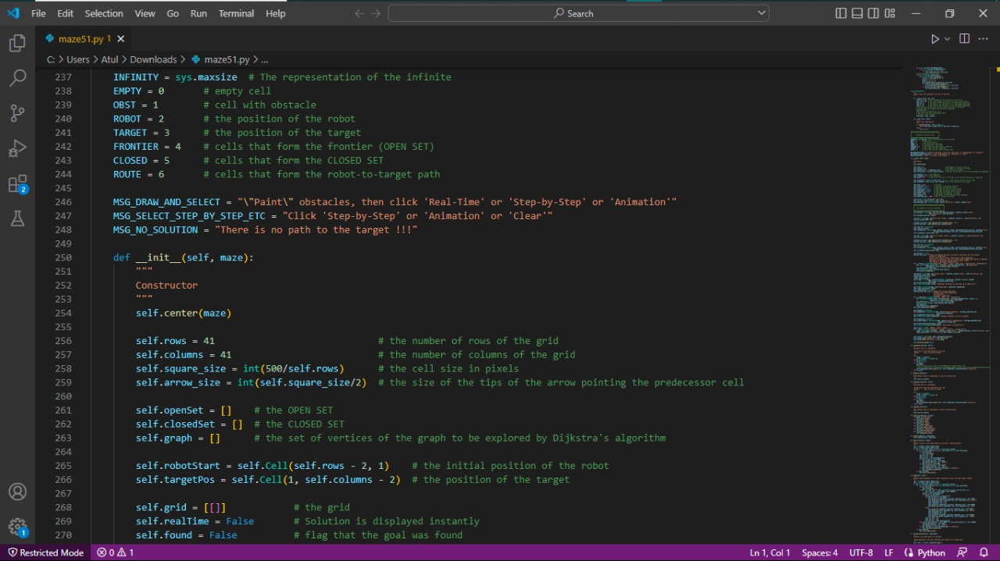 File Edit Selection View Go Run Terminal Help
Search
maze51.py 1
C: > Users > Atul > Downloads > maze51.py > ...
237 INFINITY = sys.maxsize # The representation of the infinite
238 EMPTY = 0 # empty cell
239 OBST = 1 # cell with obstacle
240 ROBOT = 2 # the position of the robot
241 TARGET = 3 # the position of the target
242 FRONTIER = 4 # cells that form the frontier (OPEN SET)
243 CLOSED = 5 # cells that form the CLOSED SET
244 ROUTE = 6 # cells that form the robot-to-target path
245
246 MSG_DRAW_AND_SELECT = "\"Paint\" obstacles, then click 'Real-Time' or 'Step-by-Step' or 'Animation'"
247 MSG_SELECT_STEP_BY_STEP_ETC = "Click 'Step-by-step' or 'Animation' or 'Clear'"
248 MSG_NO_SOLUTION = "There is no path to the target !!!"
249
250 def __init__(self, maze):
251 """
252 Constructor
253 """
254 self.center(maze)
255
256 self.rows = 41 # the number of rows of the grid
257 self.columns = 41 # the number of columns of the grid
258 self.square_size = int(500/self.rows) # the cell size in pixels
259 self.arrow_size = int(self.square_size/2) # the size of the tips of the arrow pointing the predecessor cell
260
261 self.openSet = [] # the OPEN SET
262 self.closedSet = [] # the CLOSED SET
263 self.graph = [] # the set of vertices of the graph to be explored by Dijkstra's algorithm
264
265 self.robotStart = self.Cell(self.rows - 2, 1) # the initial position of the robot
266 self.targetPos = self.Cell(1, self.columns - 2) # the position of the target
267
268 self.grid = [[]] # the grid
269 self.realTime = False # Solution is displayed instantly
270 self.found = False # flag that the goal was found
2
1
Restricted Mode 0 1 Ln 1, Col 1 Spaces: 4 UTF-8 LF Python